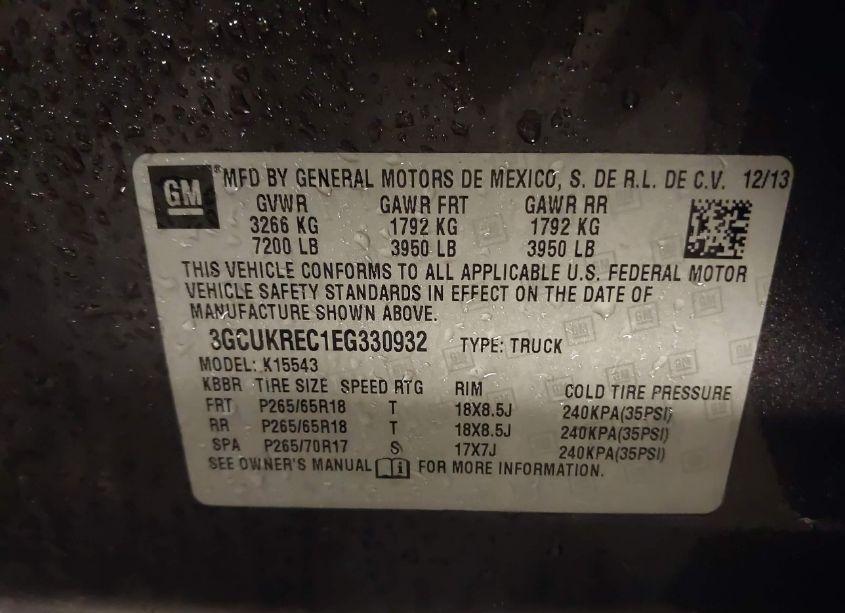 GM
MFD BY GENERAL MOTORS DE MEXICO, S. DE R.L. DE C.V. 12/13
GVWR GAWR FRT GAWR RR
3266 KG 1792 KG 1792 KG
7200 LB 3950 LB 3950 LB
THIS VEHICLE CONFORMS TO ALL APPLICABLE U.S. FEDERAL MOTOR
VEHICLE SAFETY STANDARDS IN EFFECT ON THE DATE OF
MANUFACTURE SHOWN ABOVE.
3GCUKREC1EG330932 TYPE: TRUCK
MODEL: K15543
KBBR TIRE SIZE SPEED RTG RIM COLD TIRE PRESSURE
FRT P265/65R18 T 18X8.5J 240KPA(35PSI)
RR P265/65R18 T 18X8.5J 240KPA(35PSI)
SPA P265/70R17 S 17X7J 240KPA(35PSI)
SEE OWNER'S MANUAL FOR MORE INFORMATION.